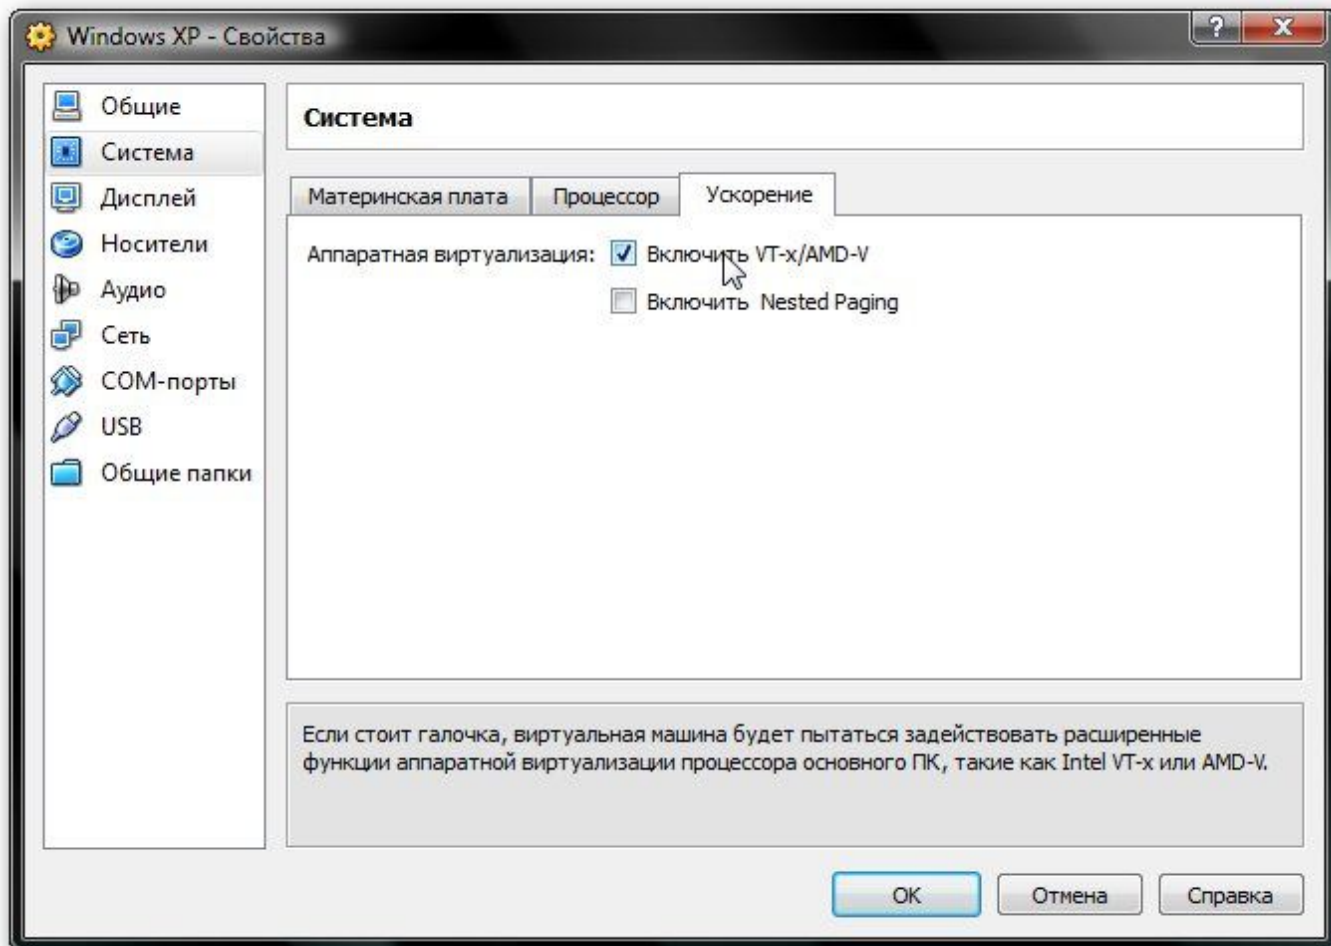 Windows XP - Свойства
Общие
Система
Дисплей
Носители
Аудио
Сеть
COM-порты
USB
Общие папки
Система
Материнская плата
Процессор
Ускорение
Аппаратная виртуализация:
Включить VT-x/AMD-V
Включить Nested Paging
Если стоит галочка, виртуальная машина будет пытаться задействовать расширенные
функции аппаратной виртуализации процессора основного ПК, такие как Intel VT-x или AMD-V.
OK
Отмена
Справка